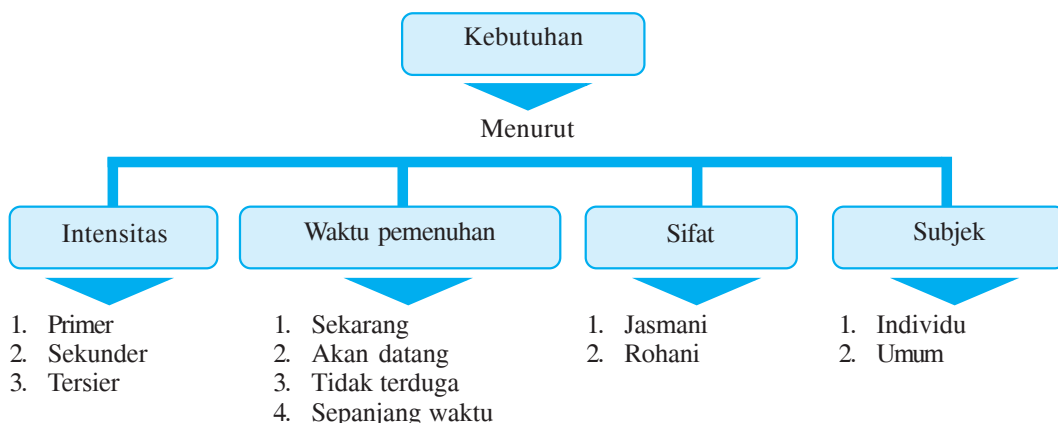 Kebutuhan
Menurut
Intensitas
1. Primer
2. Sekunder
3. Tersier
Waktu pemenuhan
1. Sekarang
2. Akan datang
3. Tidak terduga
4. Sepanjang waktu
Sifat
1. Jasmani
2. Rohani
Subjek
1. Individu
2. Umum